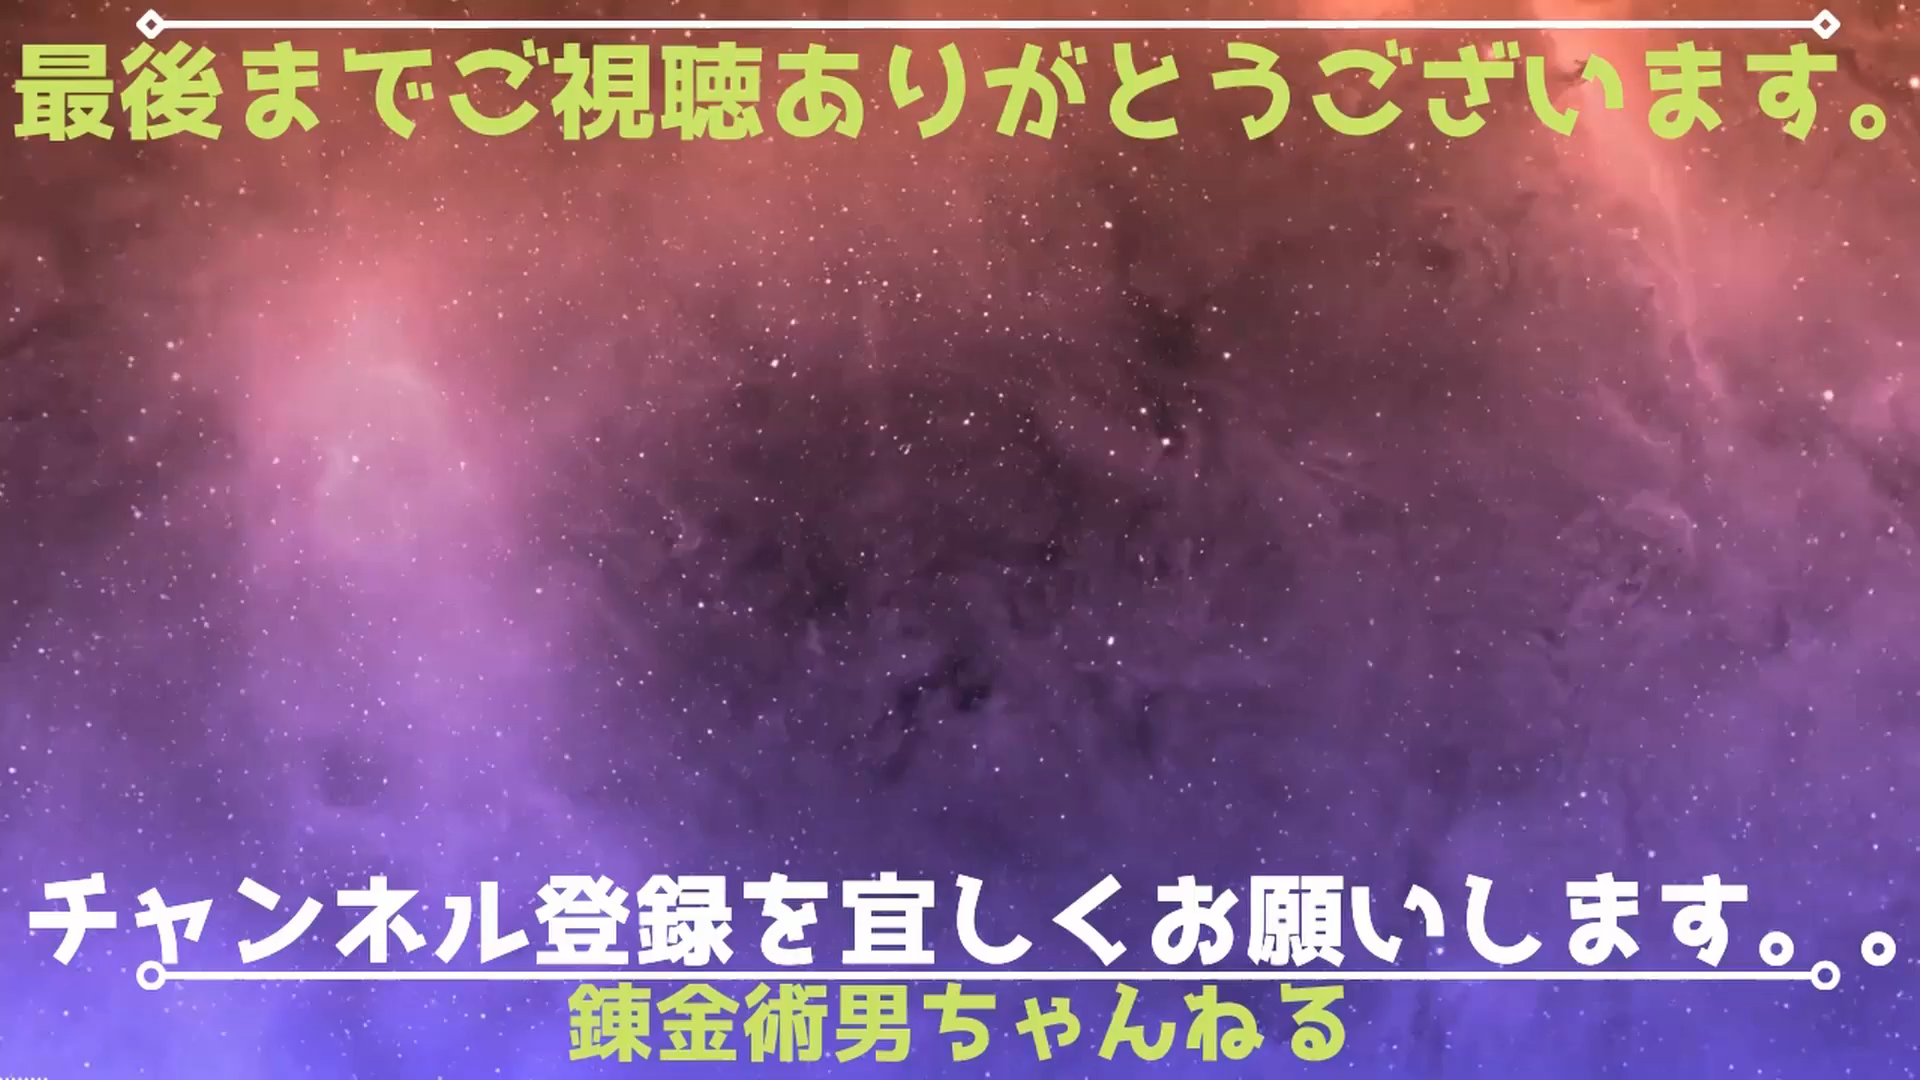 最後までご視聴ありがとうございます。
チャンネル登録を宜しくお願いします。。
錬金術男ちゃんねる